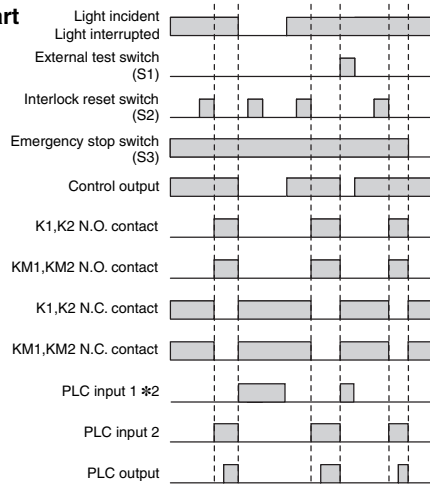 art
Light incident
Light interrupted
External test switch
(S1)
Interlock reset switch
(S2)
Emergency stop switch
(S3)
Control output
K1,K2 N.O. contact
KM1,KM2 N.O. contact
K1,K2 N.C. contact
KM1,KM2 N.C. contact
PLC input 1 *2
PLC input 2
PLC output